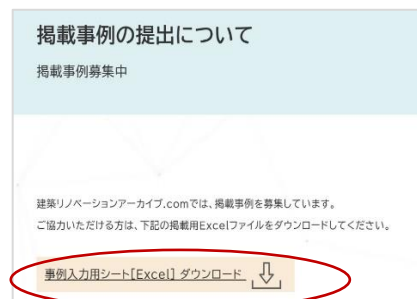 掲載事例の提出について
掲載事例募集中
建築リノベーションアーカイブ.comでは、掲載事例を募集しています。
ご協力いただける方は、下記の掲載用Excelファイルをダウンロードしてください。
事例入力用シート[Excel] ダウンロード